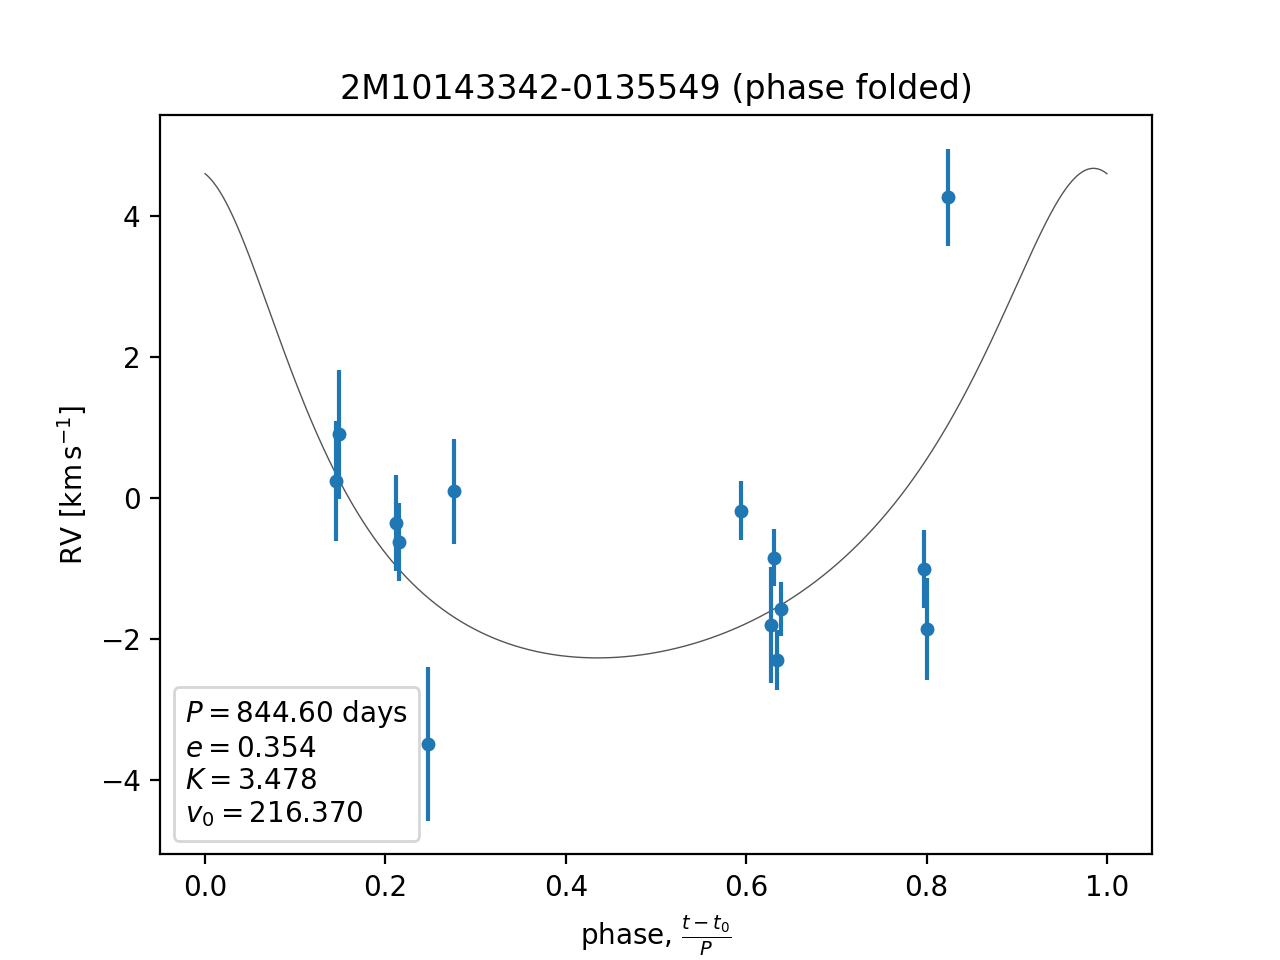 2M10143342-0135549 (phase folded)
RV [km s⁻¹]
4
2
0
−2
−4
P = 844.60 days
e = 0.354
K = 3.478
v₀ = 216.370
0.0 0.2 0.4 0.6 0.8 1.0
phase, (t − t₀)/P